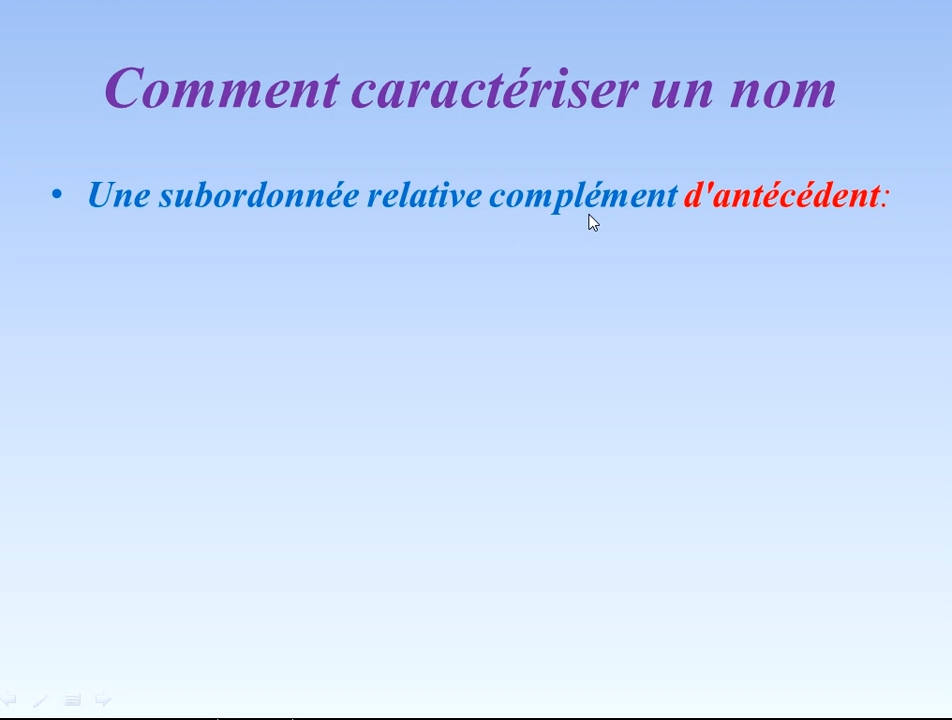 Comment caractériser un nom
• Une subordonnée relative complément d'antécédent: